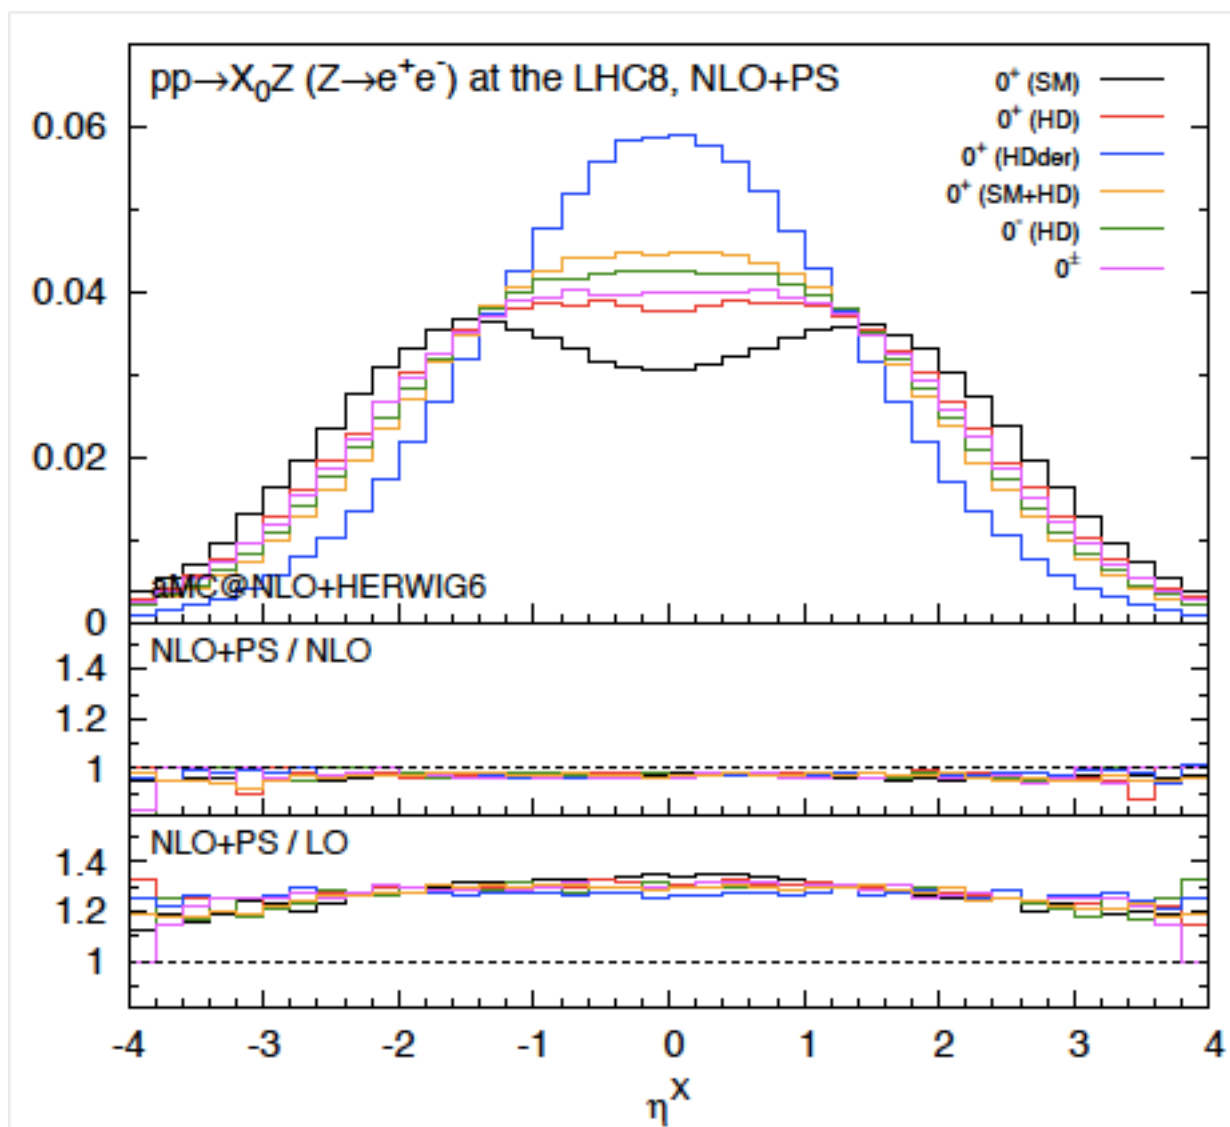 pp→X₀Z (Z→e⁺e⁻) at the LHC8, NLO+PS
0⁺ (SM)
0⁺ (HD)
0⁺ (HDder)
0⁺ (SM+HD)
0⁻ (HD)
0^±
0.06
0.04
0.02
0
aMC@NLO+HERWIG6
NLO+PS / NLO
1.4
1.2
1
NLO+PS / LO
1.4
1.2
1
-4 -3 -2 -1 0 1 2 3 4
η^X